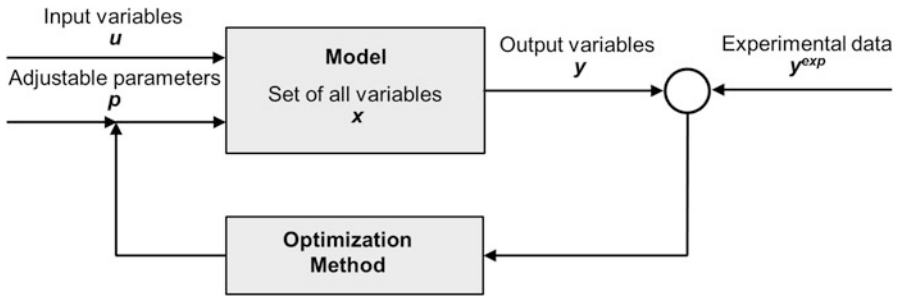 Input variables
u
Adjustable parameters
p
Model
Set of all variables
x
Output variables
y
Experimental data
y^exp
Optimization
Method